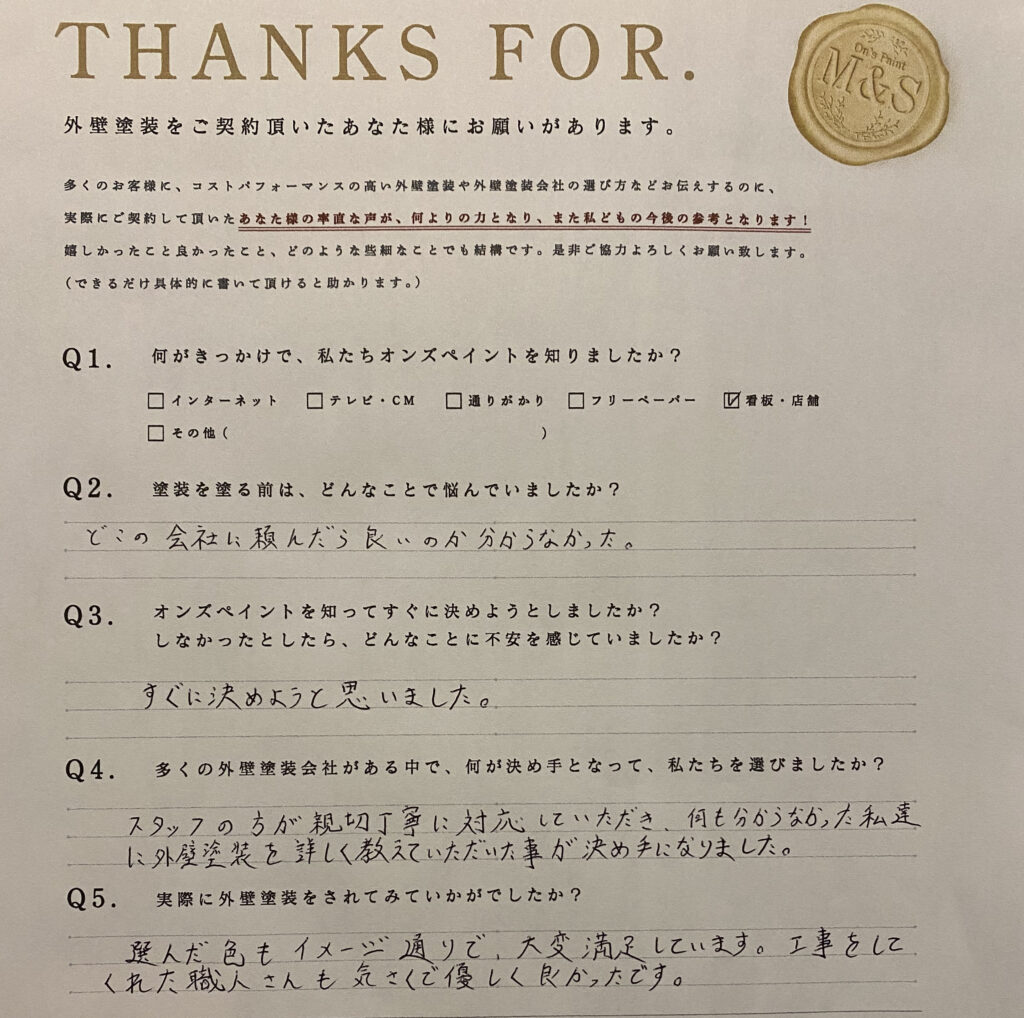 THANKS FOR.
On's Paint
M&S
外壁塗装をご契約頂いたあなた様にお願いがあります。
多くのお客様に、コストパフォーマンスの高い外壁塗装や外壁塗装会社の選び方などお伝えするのに、
実際にご契約して頂いたあなた様の率直な声が、何よりの力となり、また私どもの今後の参考となります！
嬉しかったこと良かったこと、どのような些細なことでも結構です。是非ご協力よろしくお願い致します。
（できるだけ具体的に書いて頂けると助かります。）
Q1. 何がきっかけで、私たちオンズペイントを知りましたか？
□インターネット □テレビ・CM □通りがかり □フリーペーパー ☑看板・店舗
□その他（ ）
Q2. 塗装を塗る前は、どんなことで悩んでいましたか？
どこの会社に頼んだら良いのか分からなかった。
Q3. オンズペイントを知ってすぐに決めようとしましたか？
しなかったとしたら、どんなことに不安を感じていましたか？
すぐに決めようと思いました。
Q4. 多くの外壁塗装会社がある中で、何が決め手となって、私たちを選びましたか？
スタッフの方が親切丁寧に対応していただき、何も分からなかった私達
に外壁塗装を詳しく教えていただいた事が決め手になりました。
Q5. 実際に外壁塗装をされてみていかがでしたか？
選んだ色もイメージ通りで、大変満足しています。工事をして
くれた職人さんも気さくで優しく良かったです。